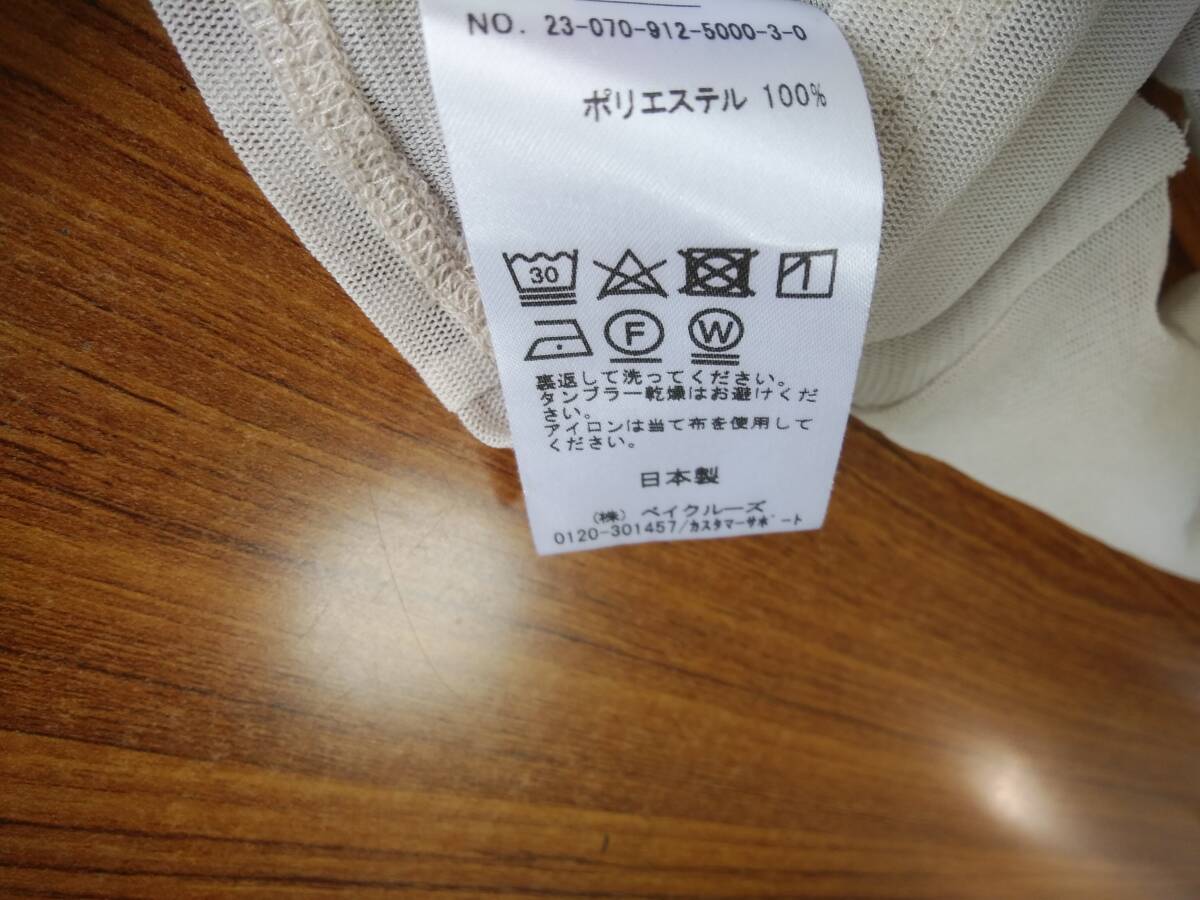 NO. 23-070-912-5000-3-0
ポリエステル 100%
30
F W
裏返して洗ってください。
タンブラー乾燥はお避けくだ
さい。
アイロンは当て布を使用して
ください。
日本製
(株) ベイクルーズ
0120-301457/カスタマーサポート